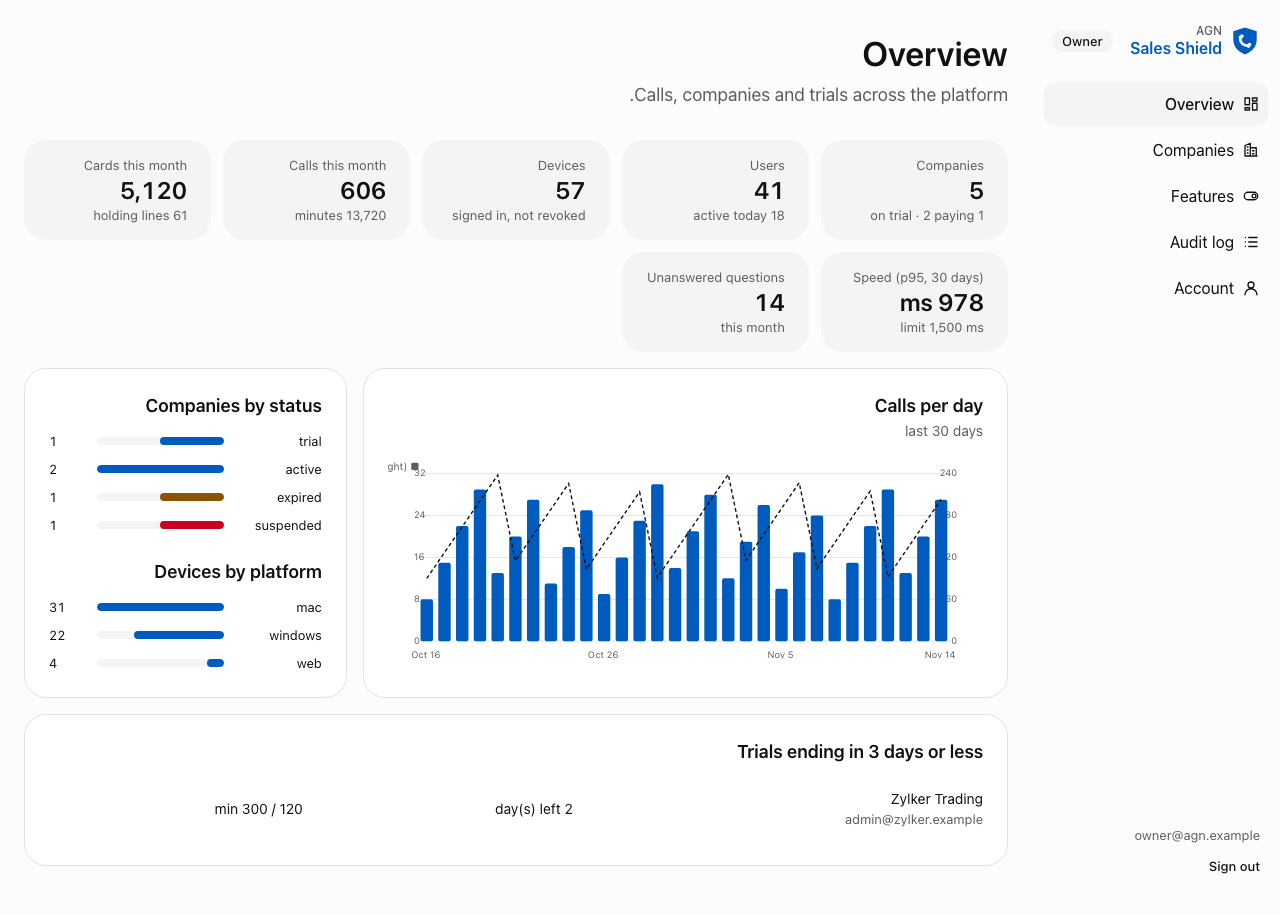 AGN
Sales Shield
Owner
Overview
Companies
Features
Audit log
Account
owner@agn.example
Sign out
Overview
.Calls, companies and trials across the platform
Companies
5
on trial · 2 paying 1
Users
41
active today 18
Devices
57
signed in, not revoked
Calls this month
606
minutes 13,720
Cards this month
5,120
holding lines 61
Speed (p95, 30 days)
ms 978
limit 1,500 ms
Unanswered questions
14
this month
Calls per day
last 30 days
ght)
32
24
16
8
0
240
80
20
60
0
Oct 16
Oct 26
Nov 5
Nov 14
Companies by status
trial 1
active 2
expired 1
suspended 1
Devices by platform
mac 31
windows 22
web 4
Trials ending in 3 days or less
Zylker Trading
admin@zylker.example
day(s) left 2
min 300 / 120